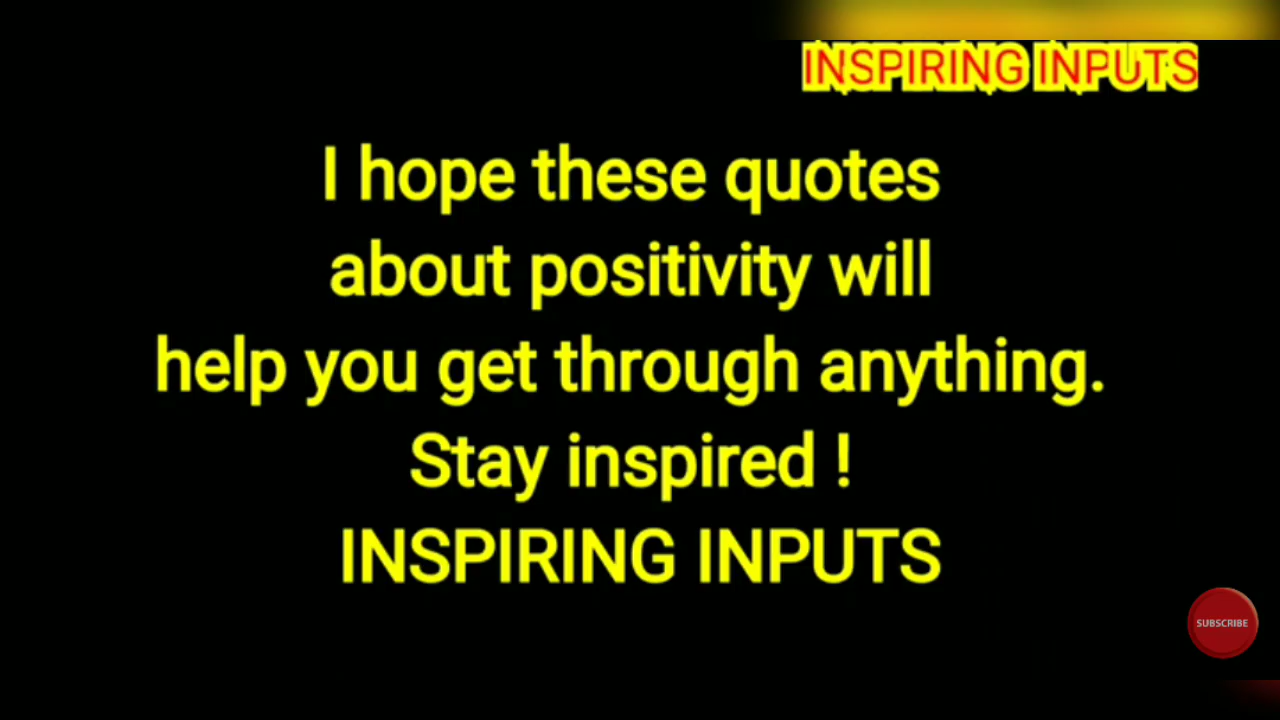 INSPIRING INPUTS
I hope these quotes
about positivity will
help you get through anything.
Stay inspired !
INSPIRING INPUTS
SUBSCRIBE